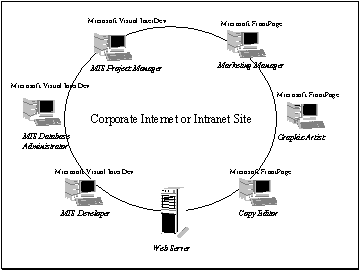 Microsoft Visual InterDev
Microsoft FrontPage
MIS Project Manager
Marketing Manager
Microsoft Visual InterDev
Microsoft FrontPage
Corporate Internet or Intranet Site
MIS Database
Administrator
Graphic Artist
Microsoft Visual InterDev
Microsoft FrontPage
MIS Developer
Copy Editor
Web Server